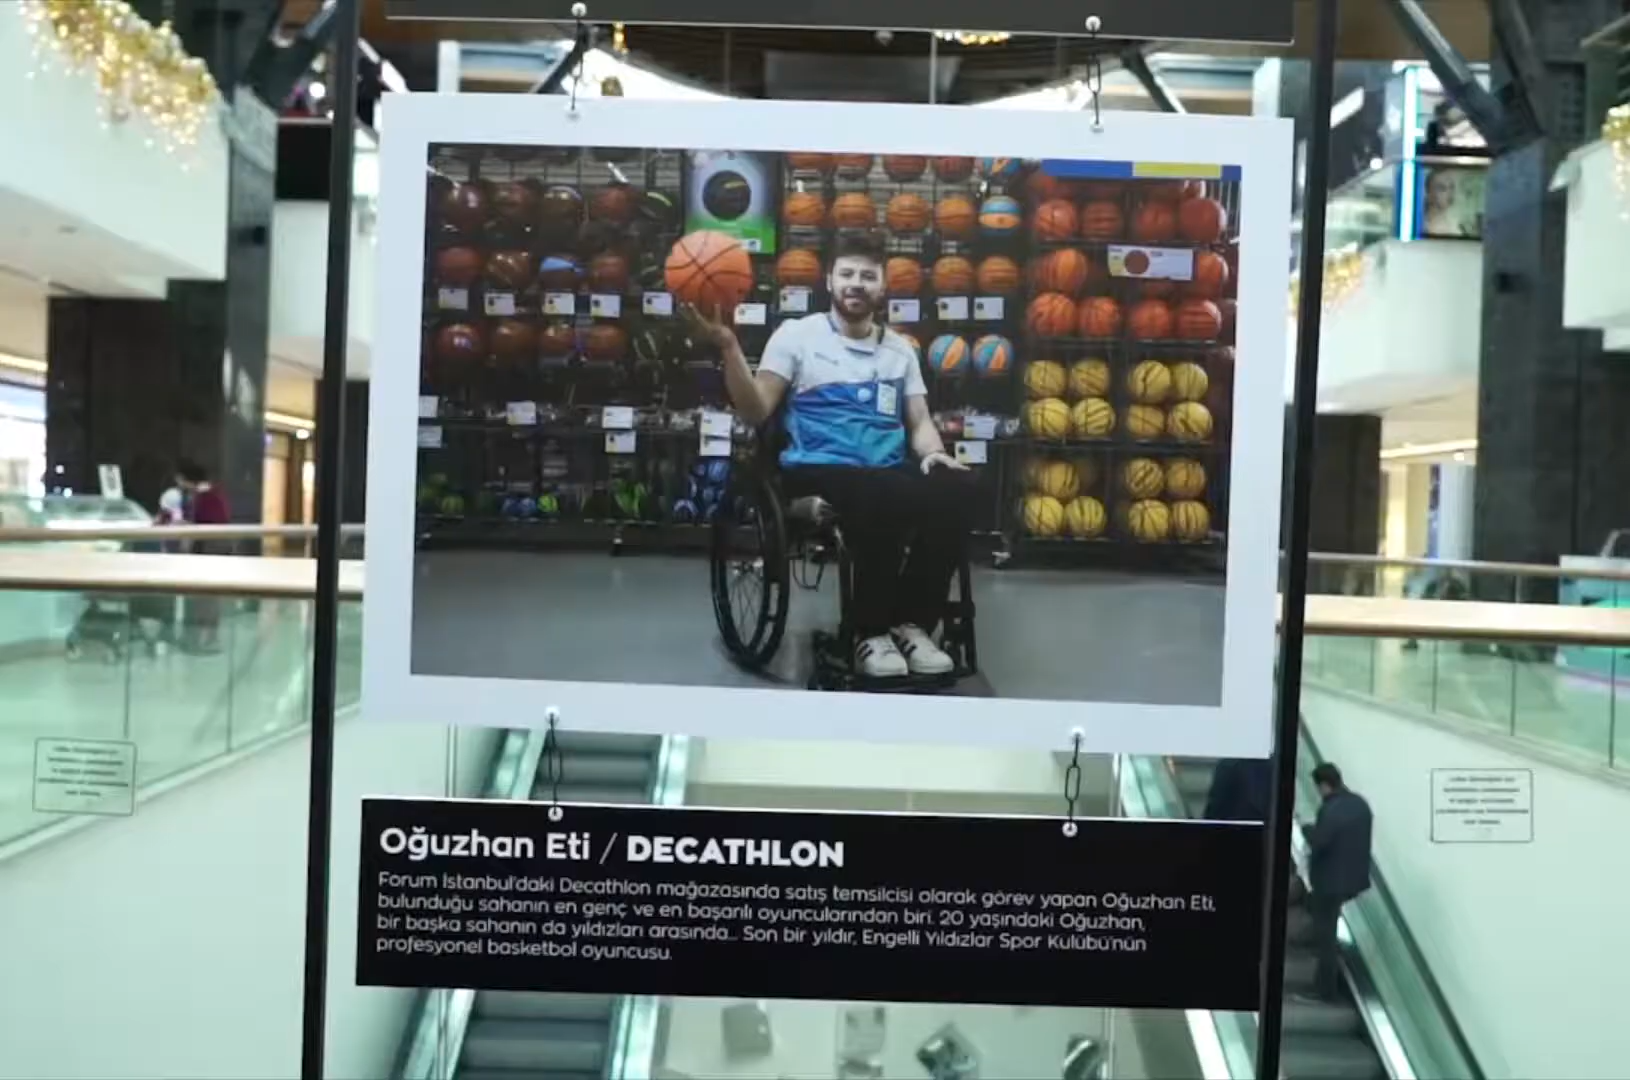 Oğuzhan Eti / DECATHLON
Forum İstanbul'daki Decathlon mağazasında satış temsilcisi olarak görev yapan Oğuzhan Eti,
bulunduğu sahanın en genç ve en başarılı oyuncularından biri. 20 yaşındaki Oğuzhan,
bir başka sahanın da yıldızları arasında... Son bir yıldır, Engelli Yıldızlar Spor Kulübü'nün
profesyonel basketbol oyuncusu.